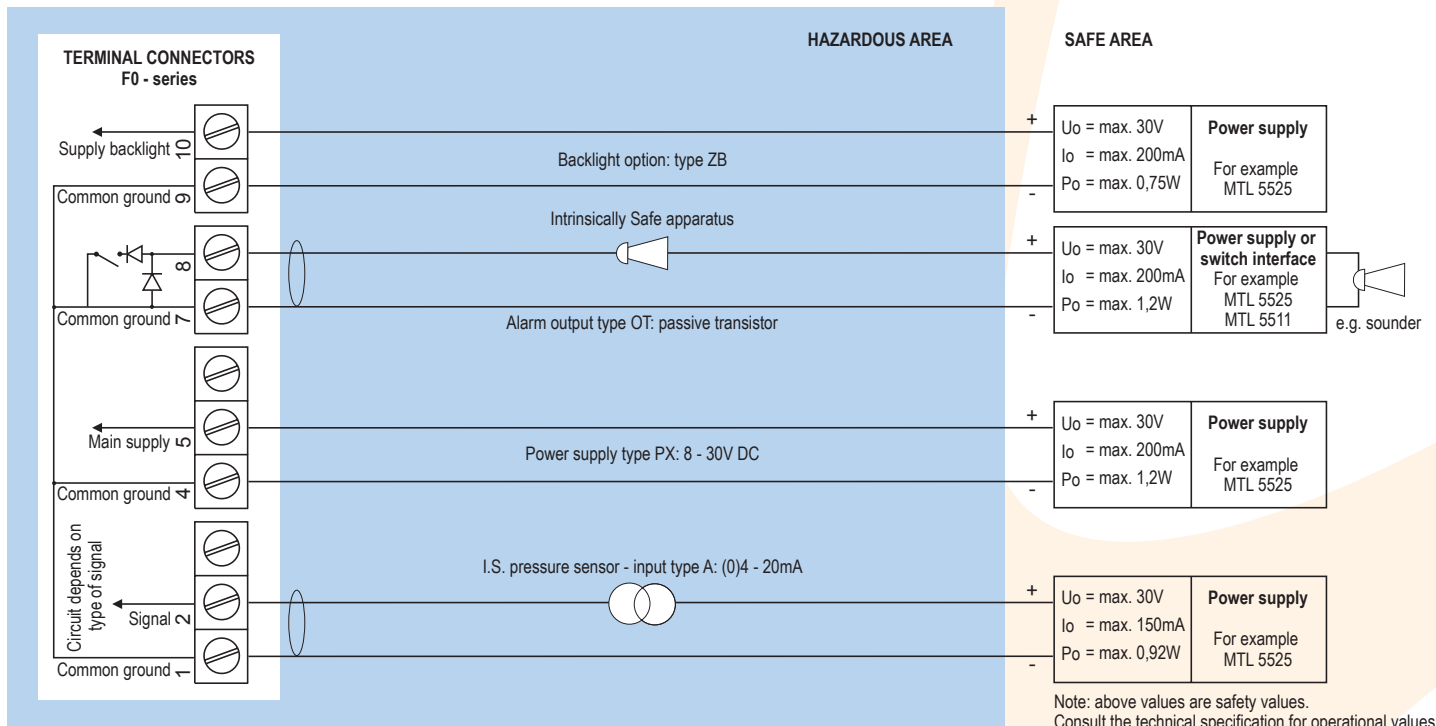 HAZARDOUS AREA
SAFE AREA
TERMINAL CONNECTORS
F0 - series
Supply backlight
10
Common ground
9
Backlight option: type ZB
+
-
Uo = max. 30V
Io = max. 200mA
Po = max. 0,75W
Power supply
For example
MTL 5525
8
Common ground
7
Intrinsically Safe apparatus
Alarm output type OT: passive transistor
+
-
Uo = max. 30V
Io = max. 200mA
Po = max. 1,2W
Power supply or
switch interface
For example
MTL 5525
MTL 5511
e.g. sounder
Main supply
5
Common ground
4
Power supply type PX: 8 - 30V DC
+
-
Uo = max. 30V
Io = max. 200mA
Po = max. 1,2W
Power supply
For example
MTL 5525
Circuit depends on
type of signal
Signal
2
Common ground
1
I.S. pressure sensor - input type A: (0)4 - 20mA
+
-
Uo = max. 30V
Io = max. 150mA
Po = max. 0,92W
Power supply
For example
MTL 5525
Note: above values are safety values.
Consult the technical specification for operational values